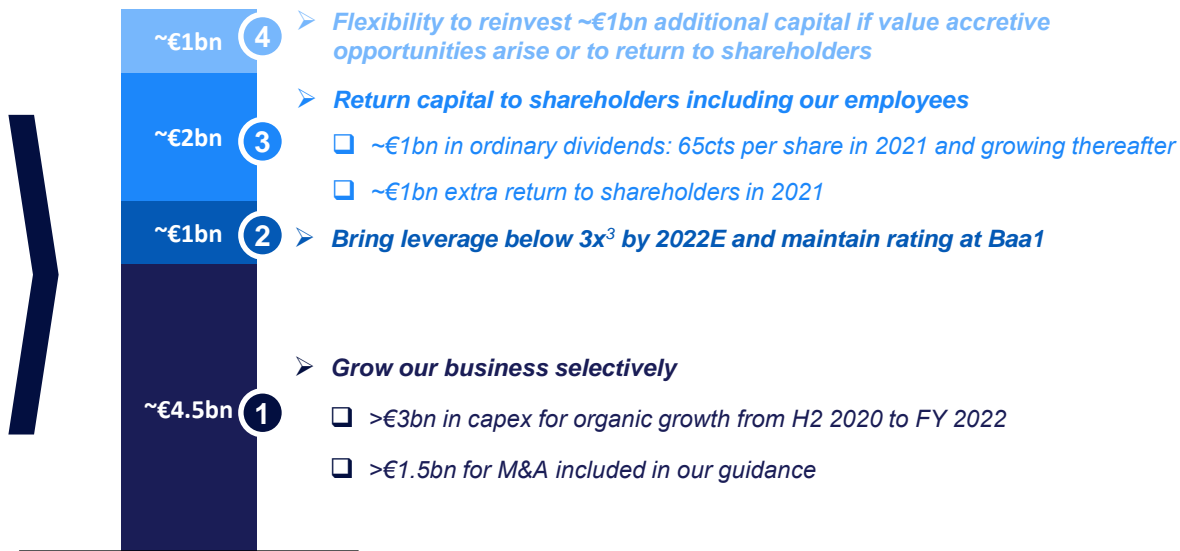 ~€1bn 4 ➢ Flexibility to reinvest ~€1bn additional capital if value accretive
opportunities arise or to return to shareholders
➢ Return capital to shareholders including our employees
~€2bn 3 ❑ ~€1bn in ordinary dividends: 65cts per share in 2021 and growing thereafter
❑ ~€1bn extra return to shareholders in 2021
~€1bn 2 ➢ Bring leverage below 3x³ by 2022E and maintain rating at Baa1
➢ Grow our business selectively
~€4.5bn 1 ❑ >€3bn in capex for organic growth from H2 2020 to FY 2022
❑ >€1.5bn for M&A included in our guidance